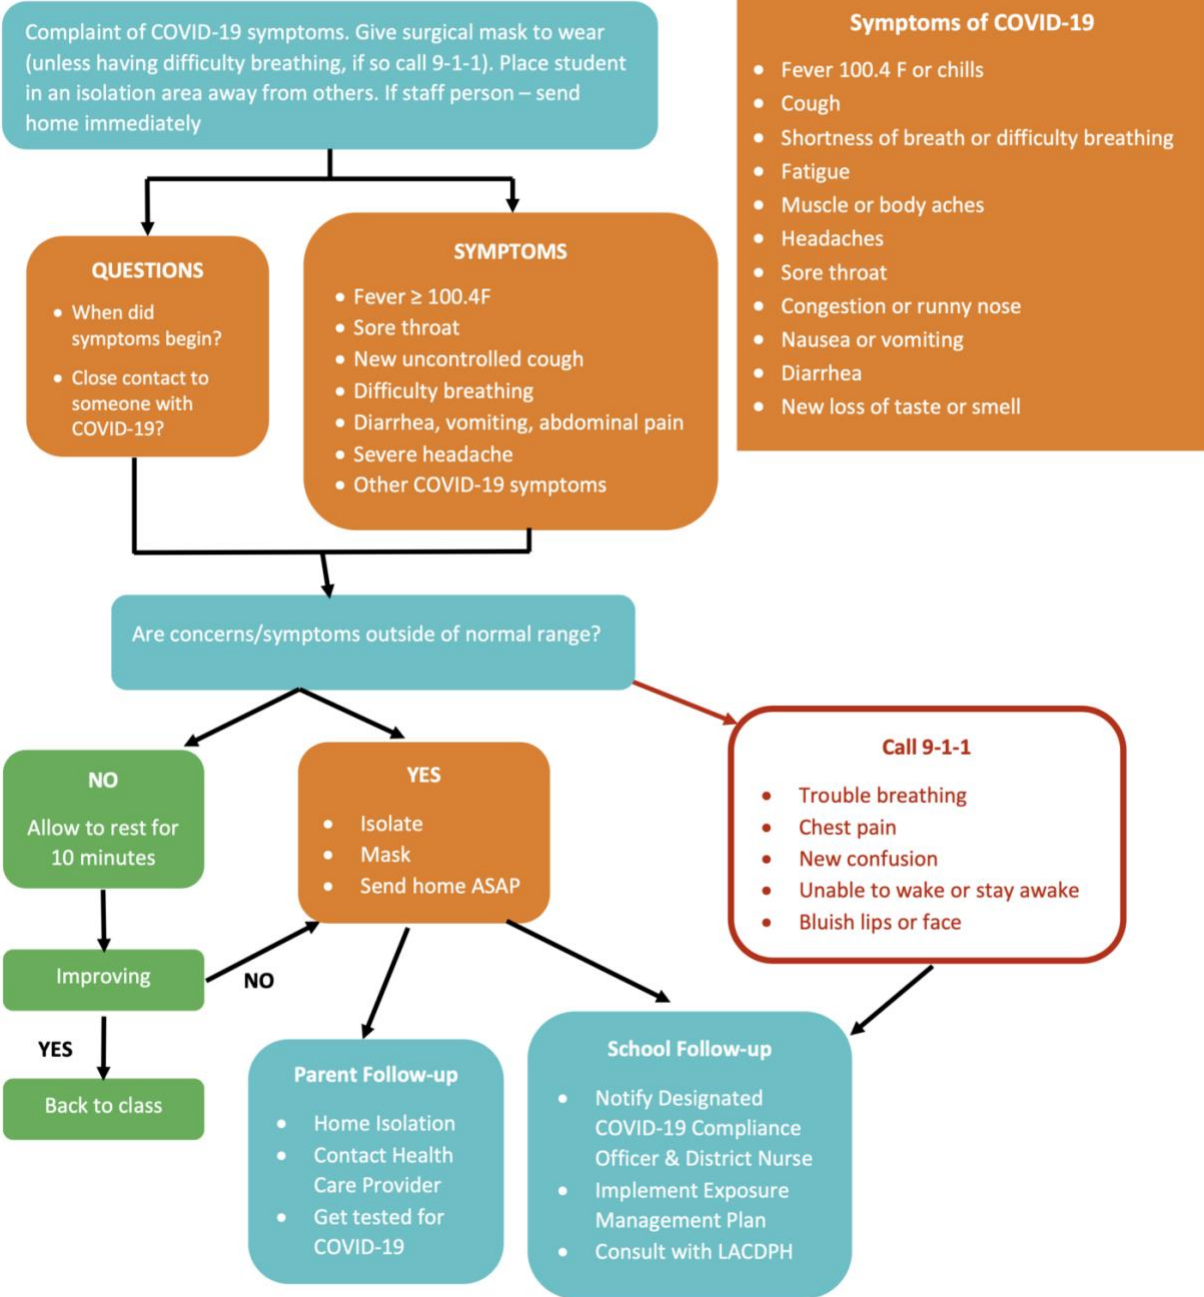 Complaint of COVID-19 symptoms. Give surgical mask to wear
(unless having difficulty breathing, if so call 9-1-1). Place student
in an isolation area away from others. If staff person – send
home immediately
Symptoms of COVID-19
• Fever 100.4 F or chills
• Cough
• Shortness of breath or difficulty breathing
• Fatigue
• Muscle or body aches
• Headaches
• Sore throat
• Congestion or runny nose
• Nausea or vomiting
• Diarrhea
• New loss of taste or smell
QUESTIONS
• When did
symptoms begin?
• Close contact to
someone with
COVID-19?
SYMPTOMS
• Fever ≥ 100.4F
• Sore throat
• New uncontrolled cough
• Difficulty breathing
• Diarrhea, vomiting, abdominal pain
• Severe headache
• Other COVID-19 symptoms
Are concerns/symptoms outside of normal range?
NO
Allow to rest for
10 minutes
YES
• Isolate
• Mask
• Send home ASAP
Call 9-1-1
• Trouble breathing
• Chest pain
• New confusion
• Unable to wake or stay awake
• Bluish lips or face
Improving
NO
YES
Back to class
Parent Follow-up
• Home Isolation
• Contact Health
Care Provider
• Get tested for
COVID-19
School Follow-up
• Notify Designated
COVID-19 Compliance
Officer & District Nurse
• Implement Exposure
Management Plan
• Consult with LACDPH